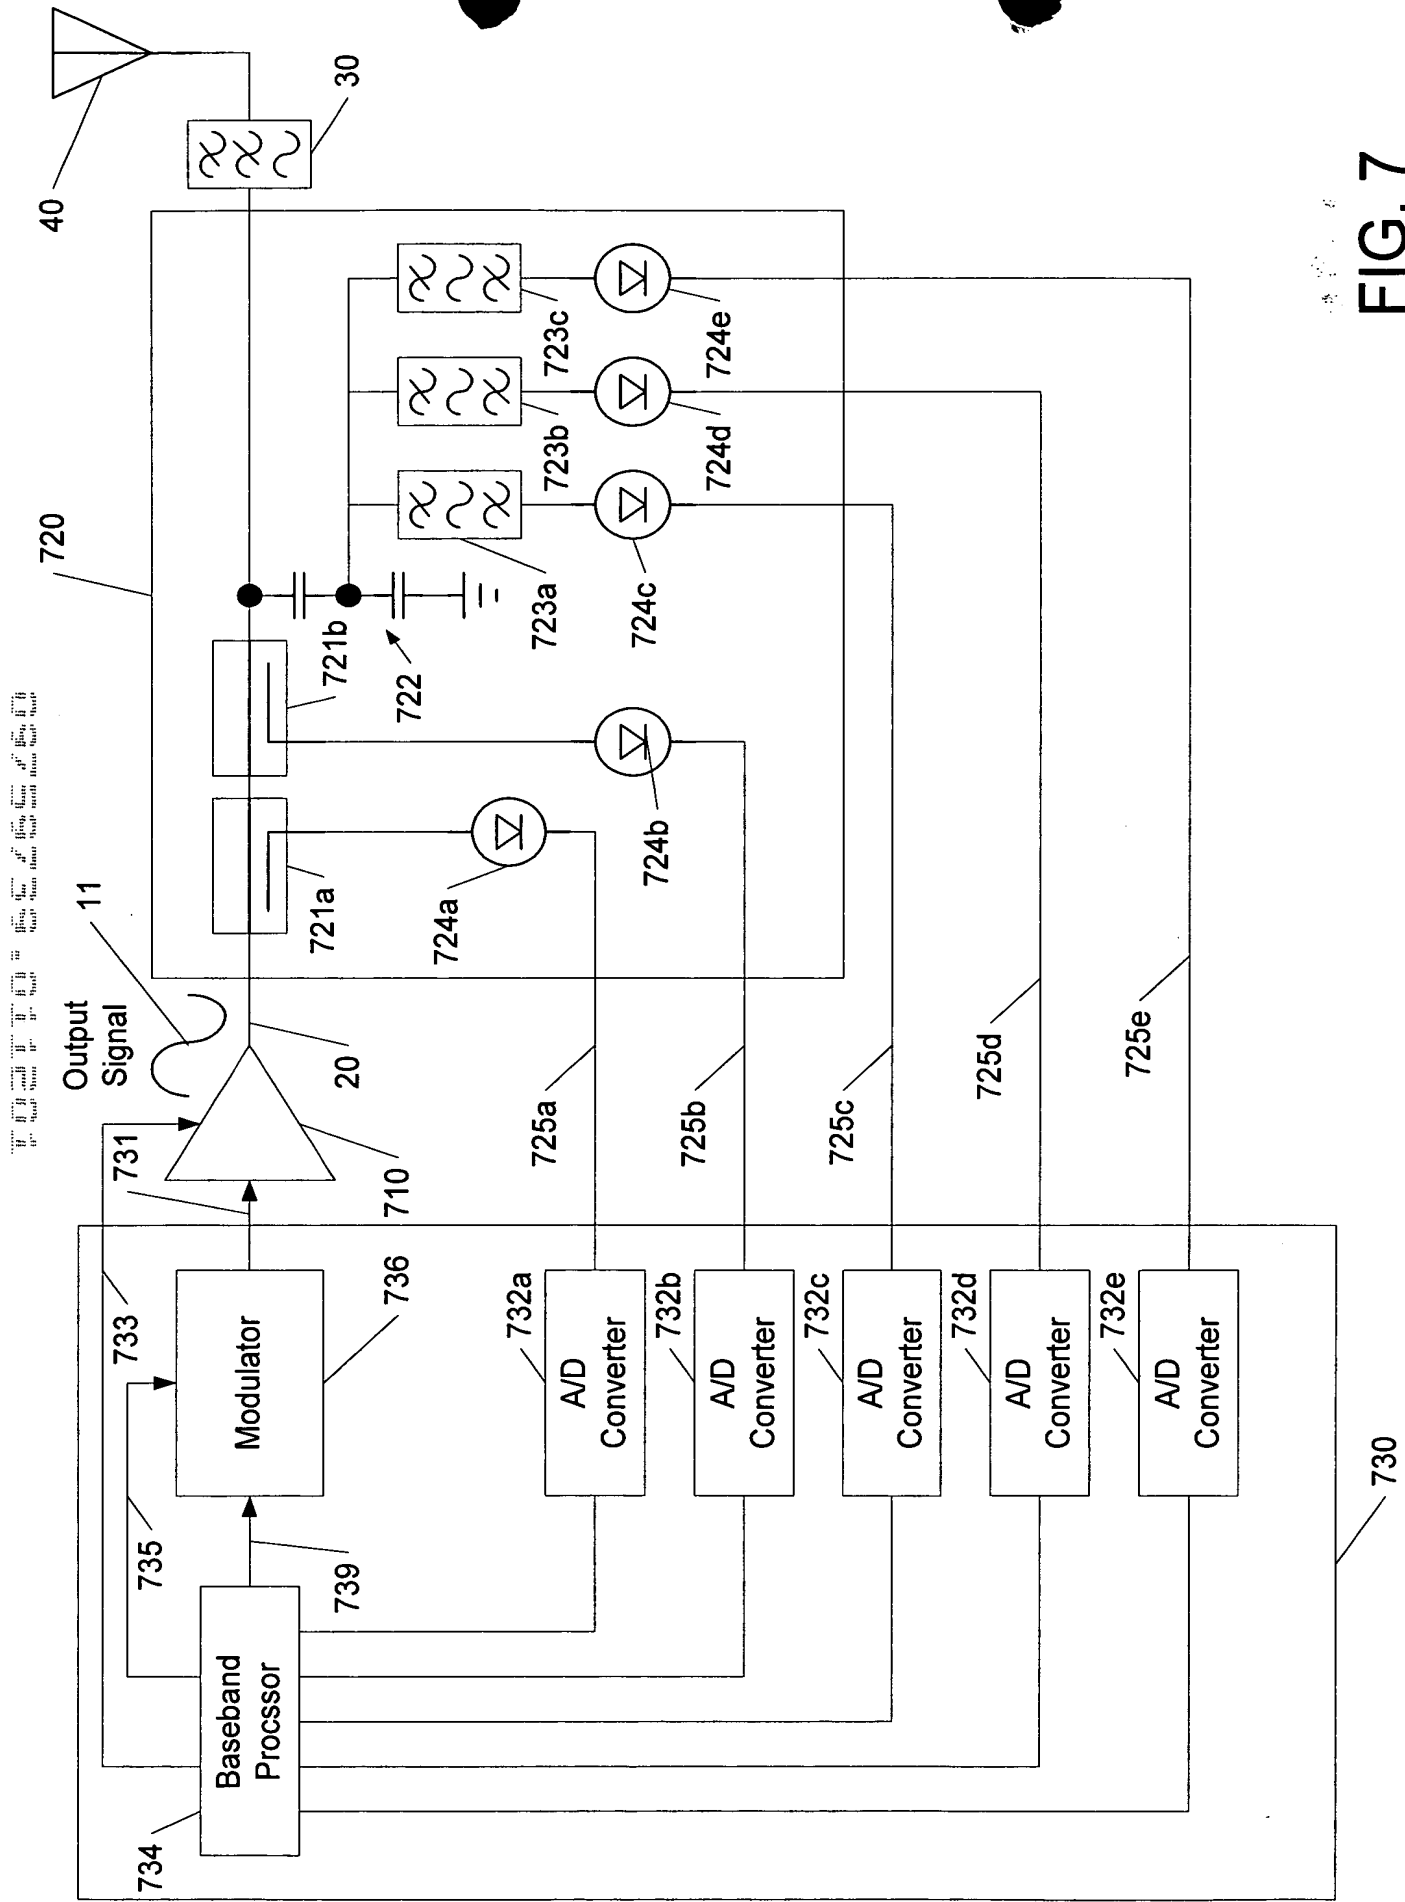 40
30
720
723c
724e
723b
724d
723a
724c
721b
722
724b
721a
724a
11
Output
Signal
20
725a
725b
725c
725d
725e
731
710
733
Modulator
736
732a
A/D
Converter
732b
A/D
Converter
732c
A/D
Converter
732d
A/D
Converter
732e
A/D
Converter
735
739
730
Baseband
Procssor
734
FIG. 7